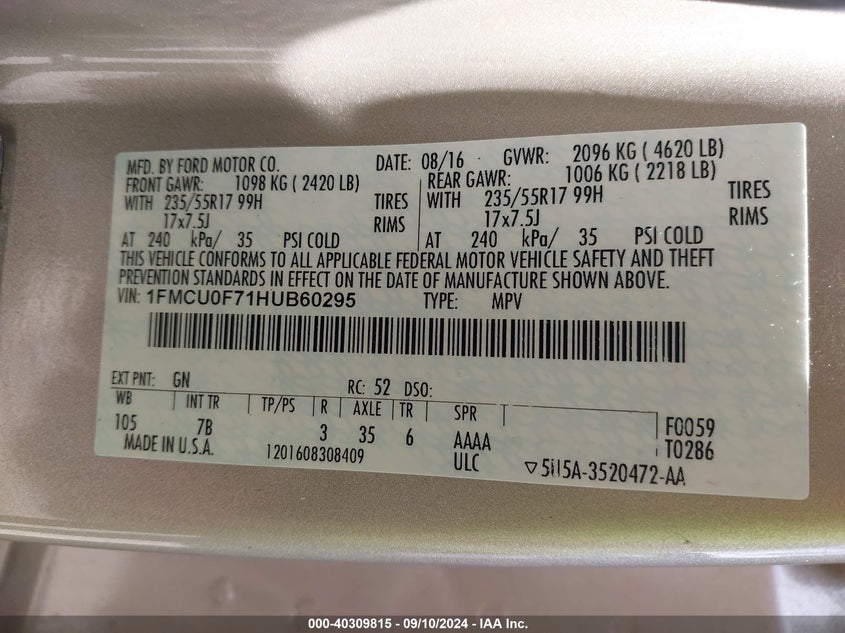 MFD. BY FORD MOTOR CO. DATE: 08/16 GVWR: 2096 KG ( 4620 LB)
FRONT GAWR: 1098 KG ( 2420 LB) REAR GAWR: 1006 KG ( 2218 LB)
WITH 235/55R17 99H TIRES WITH 235/55R17 99H TIRES
17x7.5J RIMS 17x7.5J RIMS
AT 240 kPa/ 35 PSI COLD AT 240 kPa/ 35 PSI COLD
THIS VEHICLE CONFORMS TO ALL APPLICABLE FEDERAL MOTOR VEHICLE SAFETY AND THEFT
PREVENTION STANDARDS IN EFFECT ON THE DATE OF MANUFACTURE SHOWN ABOVE.
VIN: 1FMCU0F71HUB60295 TYPE: MPV
EXT PNT: GN RC: 52 DSO:
WB INT TR TP/PS R AXLE TR SPR F0059
105 7B 3 35 6 AAAA T0286
MADE IN U.S.A. 1201608308409 ULC
000-40309815 - 09/10/2024 - IAA Inc.